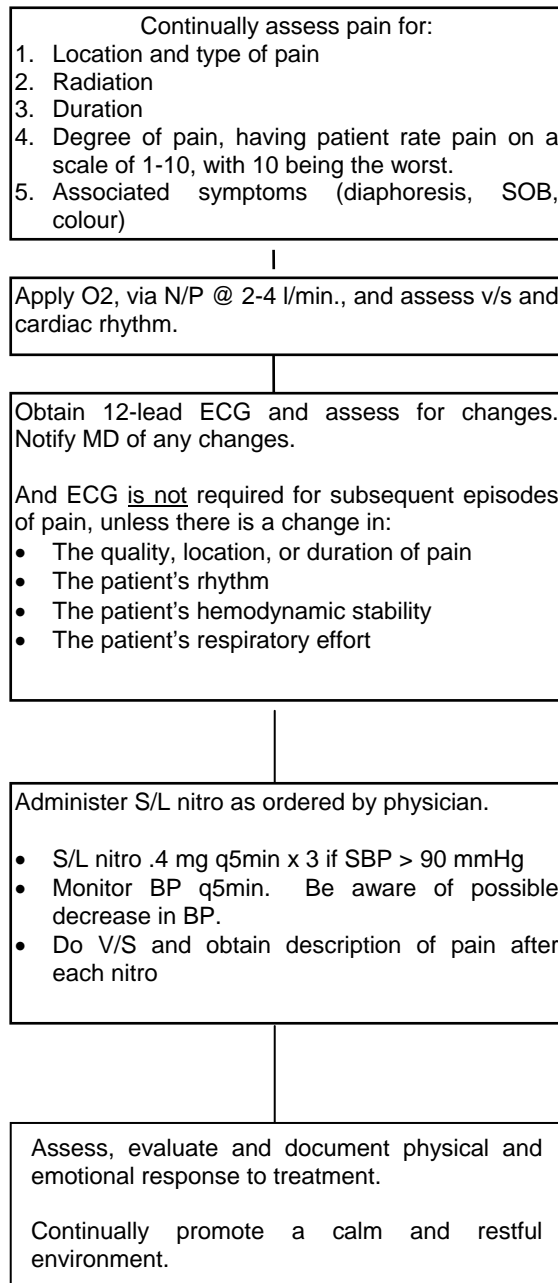 Continually assess pain for:
1. Location and type of pain
2. Radiation
3. Duration
4. Degree of pain, having patient rate pain on a
scale of 1-10, with 10 being the worst.
5. Associated symptoms (diaphoresis, SOB,
colour)
Apply O2, via N/P @ 2-4 l/min., and assess v/s and
cardiac rhythm.
Obtain 12-lead ECG and assess for changes.
Notify MD of any changes.
And ECG is not required for subsequent episodes
of pain, unless there is a change in:
• The quality, location, or duration of pain
• The patient's rhythm
• The patient's hemodynamic stability
• The patient's respiratory effort
Administer S/L nitro as ordered by physician.
• S/L nitro .4 mg q5min x 3 if SBP > 90 mmHg
• Monitor BP q5min. Be aware of possible
decrease in BP.
• Do V/S and obtain description of pain after
each nitro
Assess, evaluate and document physical and
emotional response to treatment.
Continually promote a calm and restful
environment.